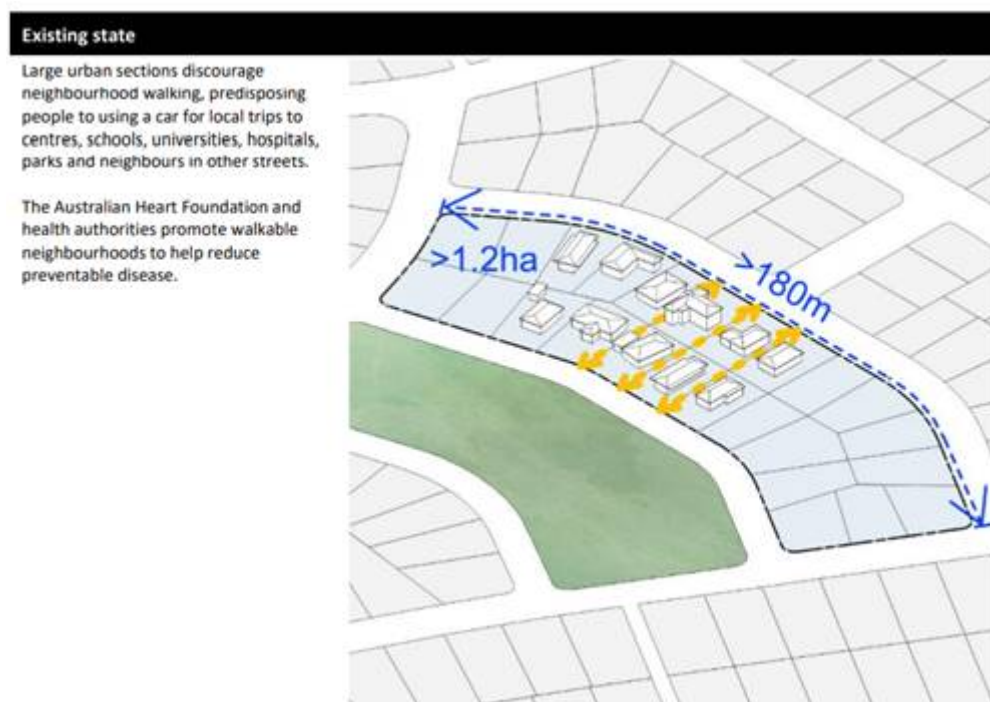 Existing state
Large urban sections discourage
neighbourhood walking, predisposing
people to using a car for local trips to
centres, schools, universities, hospitals,
parks and neighbours in other streets.
The Australian Heart Foundation and
health authorities promote walkable
neighbourhoods to help reduce
preventable disease.
>1.2ha
>180m